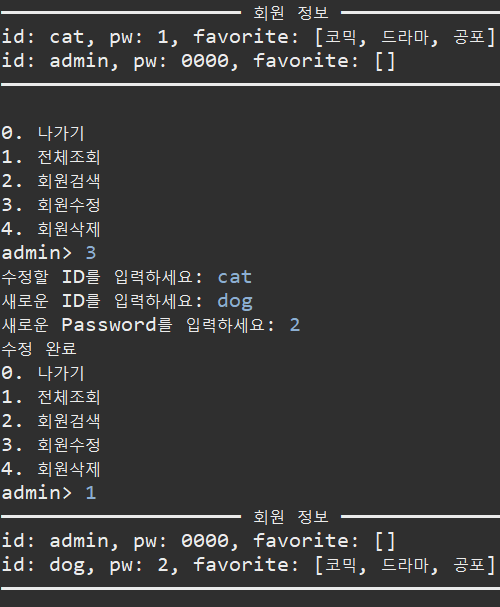 회원 정보
id: cat, pw: 1, favorite: [코믹, 드라마, 공포]
id: admin, pw: 0000, favorite: []
0. 나가기
1. 전체조회
2. 회원검색
3. 회원수정
4. 회원삭제
admin> 3
수정할 ID를 입력하세요: cat
새로운 ID를 입력하세요: dog
새로운 Password를 입력하세요: 2
수정 완료
0. 나가기
1. 전체조회
2. 회원검색
3. 회원수정
4. 회원삭제
admin> 1
회원 정보
id: admin, pw: 0000, favorite: []
id: dog, pw: 2, favorite: [코믹, 드라마, 공포]